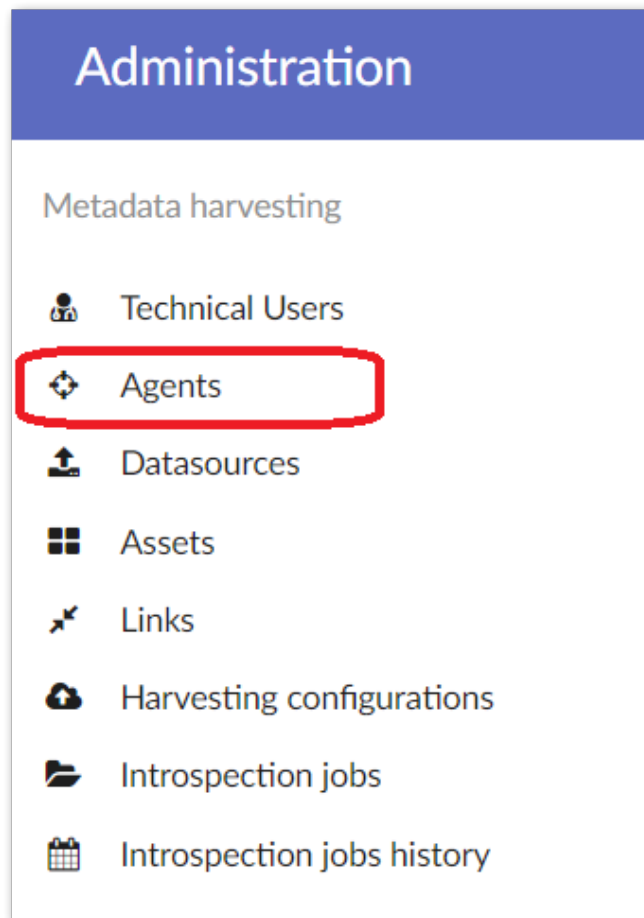 Administration
Metadata harvesting
Technical Users
Agents
Datasources
Assets
Links
Harvesting configurations
Introspection jobs
Introspection jobs history